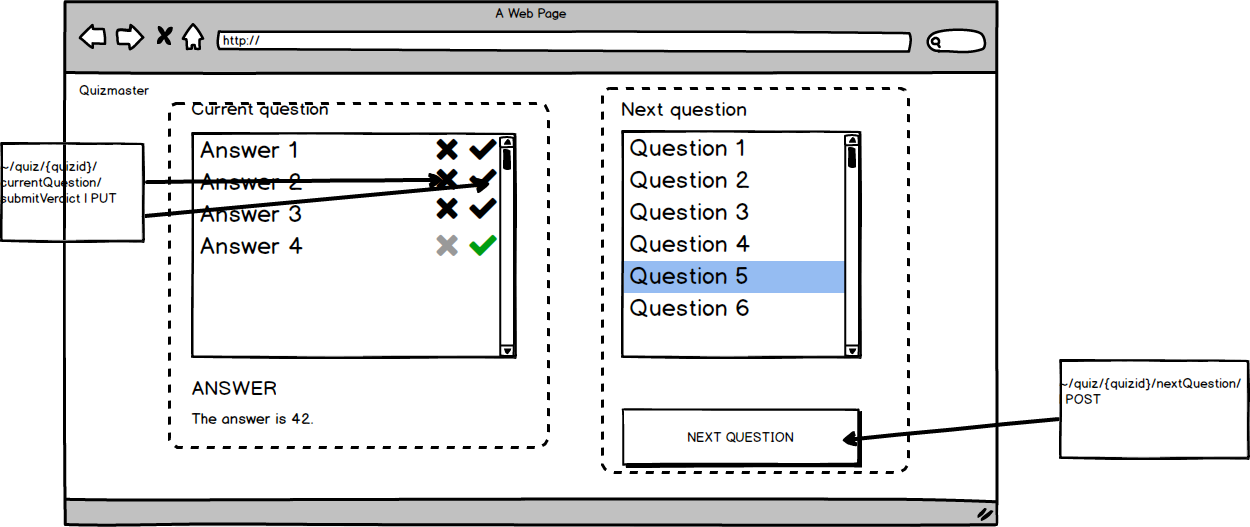 A Web Page
http://
Quizmaster
Current question
Answer 1
Answer 2
Answer 3
Answer 4
ANSWER
The answer is 42.
~/quiz/{quizid}/
currentQuestion/
submitVerdict | PUT
Next question
Question 1
Question 2
Question 3
Question 4
Question 5
Question 6
NEXT QUESTION
~/quiz/{quizid}/nextQuestion/
POST